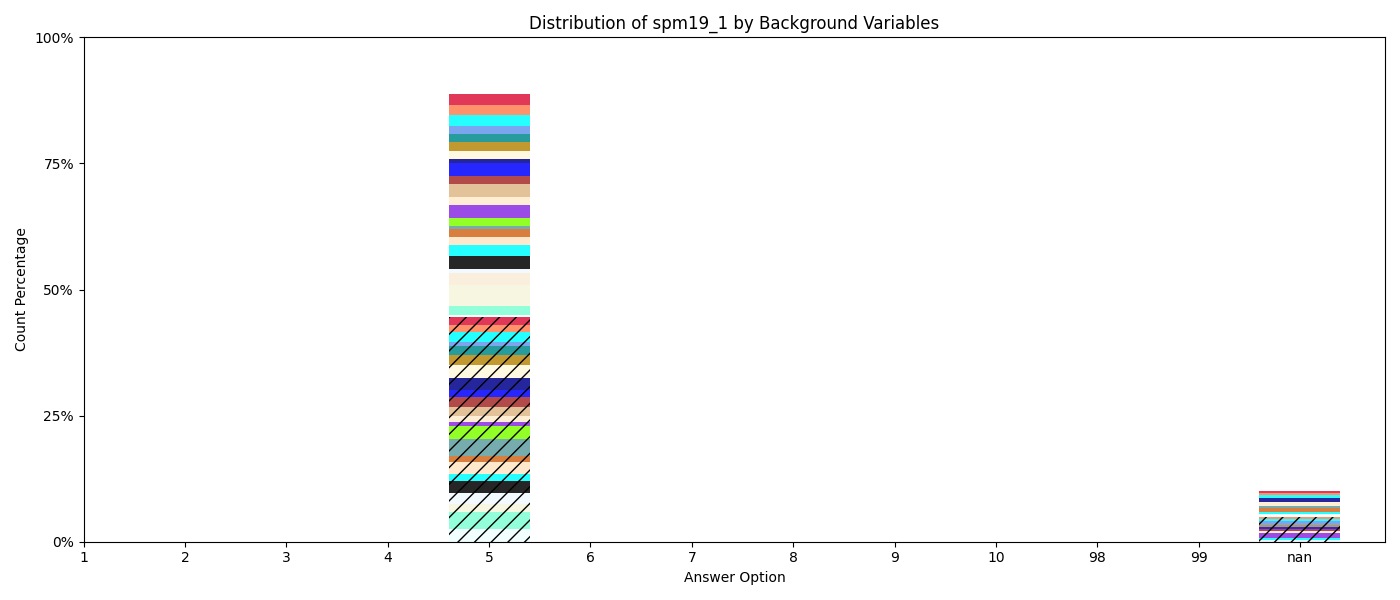 Distribution of spm19_1 by Background Variables
100%
75%
50%
25%
0%
Count Percentage
1 2 3 4 5 6 7 8 9 10 98 99 nan
Answer Option